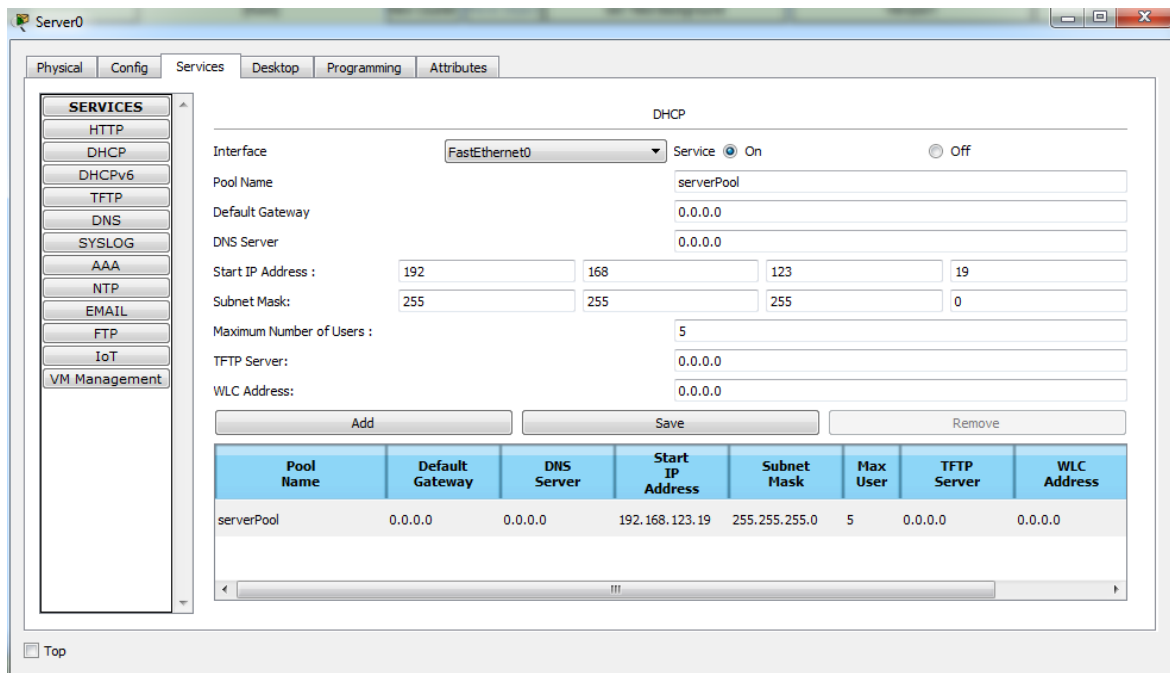 Server0
Physical Config Services Desktop Programming Attributes
SERVICES
HTTP
DHCP
DHCPv6
TFTP
DNS
SYSLOG
AAA
NTP
EMAIL
FTP
IoT
VM Management
DHCP
Interface FastEthernet0 Service On Off
Pool Name serverPool
Default Gateway 0.0.0.0
DNS Server 0.0.0.0
Start IP Address : 192 168 123 19
Subnet Mask: 255 255 255 0
Maximum Number of Users : 5
TFTP Server: 0.0.0.0
WLC Address: 0.0.0.0
Add Save Remove
Pool Name Default Gateway DNS Server Start IP Address Subnet Mask Max User TFTP Server WLC Address
serverPool 0.0.0.0 0.0.0.0 192.168.123.19 255.255.255.0 5 0.0.0.0 0.0.0.0
Top